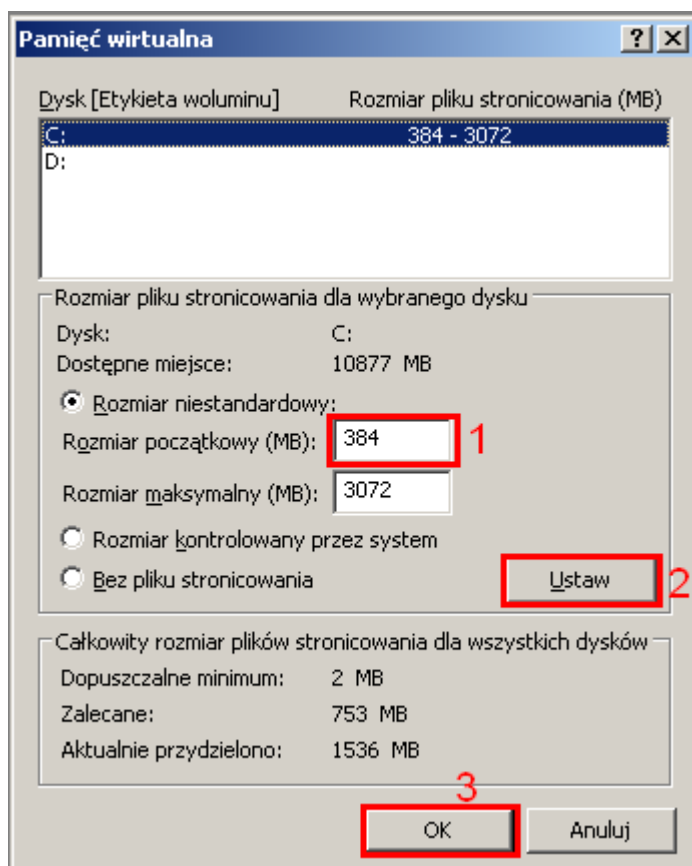 Pamięć wirtualna
Dysk [Etykieta woluminu] Rozmiar pliku stronicowania (MB)
C: 384 - 3072
D:
Rozmiar pliku stronicowania dla wybranego dysku
Dysk: C:
Dostępne miejsce: 10877 MB
Rozmiar niestandardowy:
Rozmiar początkowy (MB): 384 1
Rozmiar maksymalny (MB): 3072
Rozmiar kontrolowany przez system
Bez pliku stronicowania Ustaw 2
Całkowity rozmiar plików stronicowania dla wszystkich dysków
Dopuszczalne minimum: 2 MB
Zalecane: 753 MB
Aktualnie przydzielono: 1536 MB
3
OK Anuluj